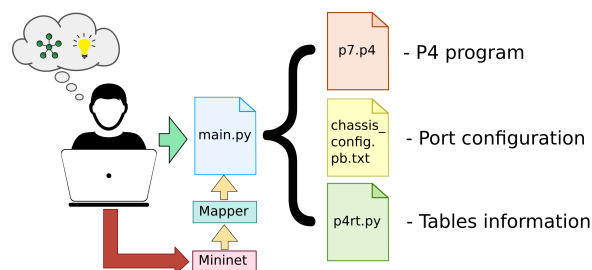 p7.p4
- P4 program
main.py
chassis_
config.
pb.txt
- Port configuration
Mapper
p4rt.py
- Tables information
Mininet